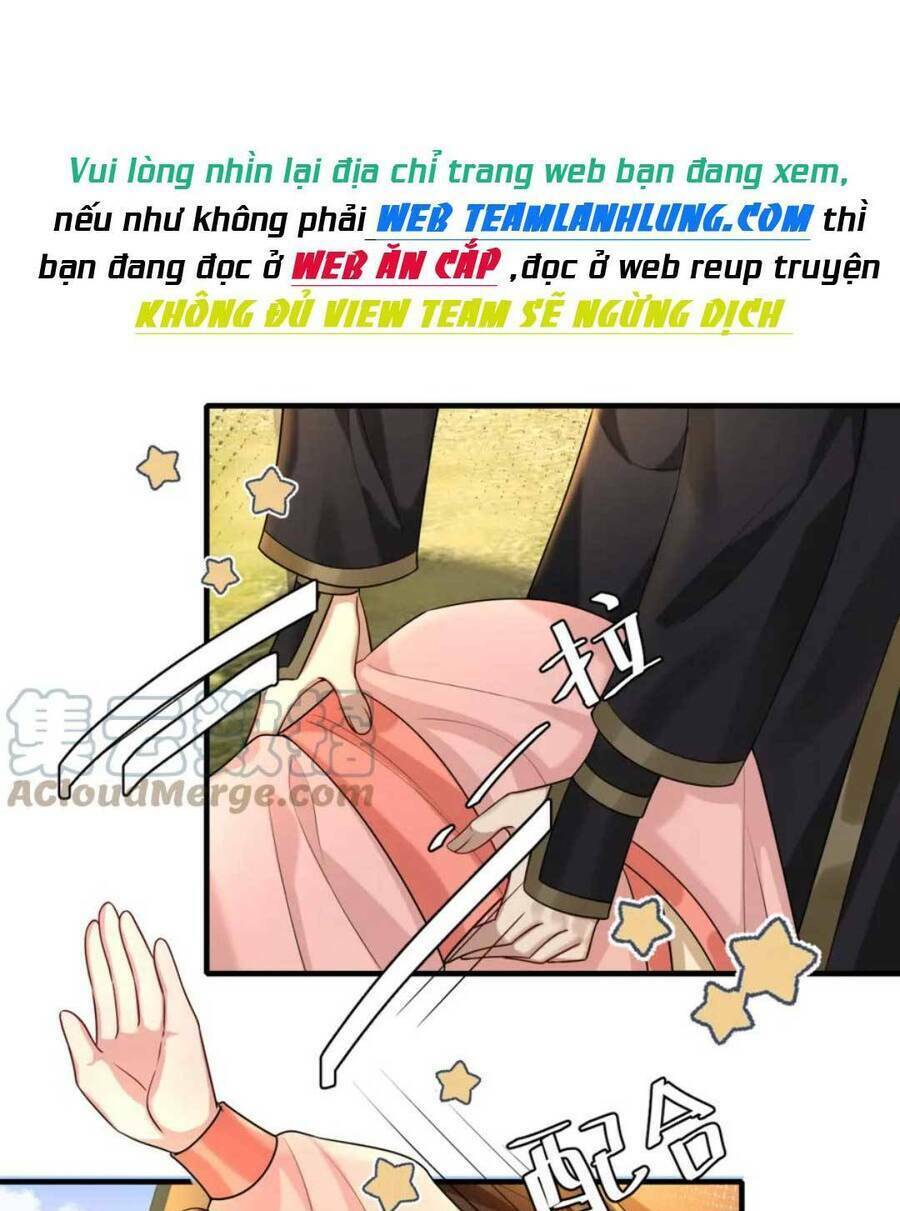 Vui lòng nhìn lại địa chỉ trang web bạn đang xem,
nếu như không phải WEB TEAMLANHLUNG.COM thì
bạn đang đọc ở WEB ĂN CẮP ,đọc ở web reup truyện
KHÔNG ĐỦ VIEW TEAM SẼ NGỪNG DỊCH
拉
集云数据
AcloudMerge.com
配合